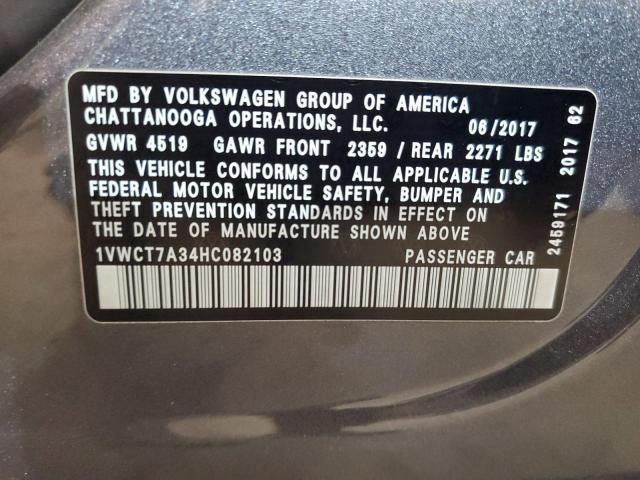 MFD BY VOLKSWAGEN GROUP OF AMERICA
CHATTANOOGA OPERATIONS, LLC. 06/2017
GVWR 4519 GAWR FRONT 2359 / REAR 2271 LBS
THIS VEHICLE CONFORMS TO ALL APPLICABLE U.S.
FEDERAL MOTOR VEHICLE SAFETY, BUMPER AND
THEFT PREVENTION STANDARDS IN EFFECT ON
THE DATE OF MANUFACTURE SHOWN ABOVE
1VWCT7A34HC082103 PASSENGER CAR
2459171 2017 62